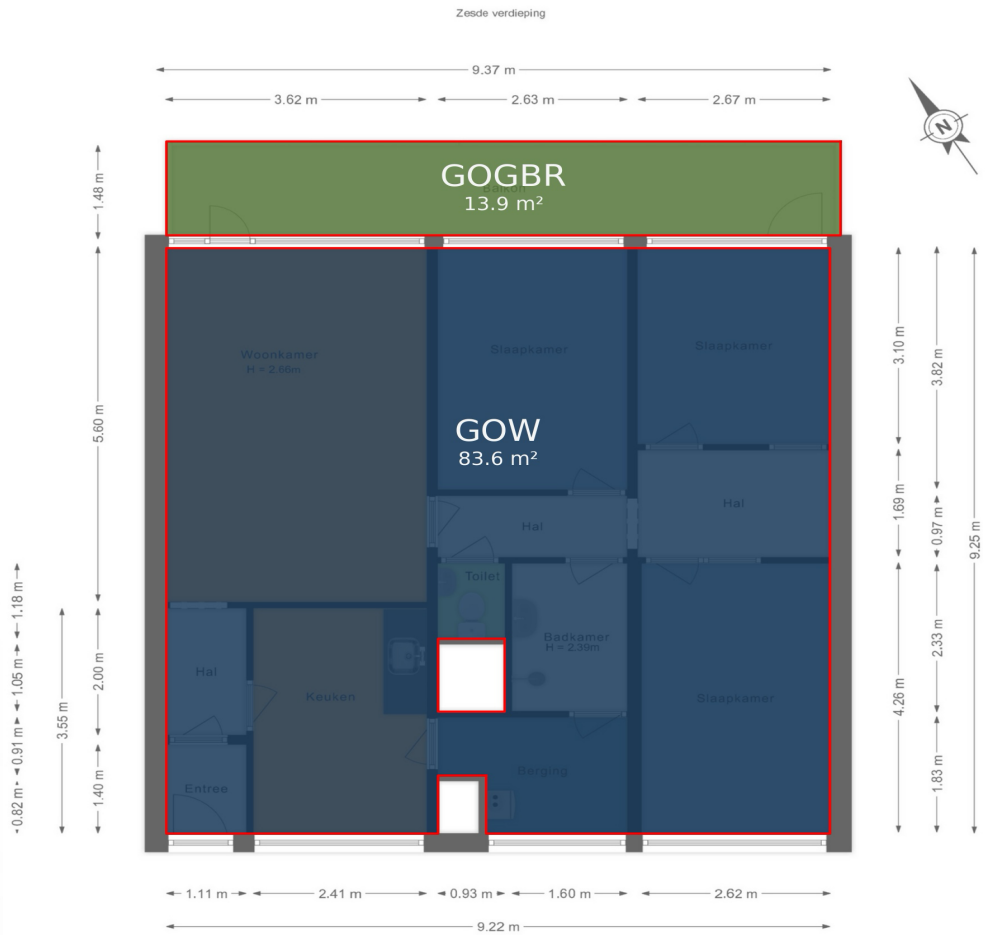 Zesde verdieping
9.37 m
3.62 m
2.63 m
2.67 m
N
1.48 m
GOGBR
Balkon
13.9 m²
Woonkamer
H = 2.66m
Slaapkamer
Slaapkamer
3.10 m
3.82 m
5.60 m
GOW
83.6 m²
Hal
Hal
1.69 m
0.97 m
9.25 m
Toilet
Badkamer
H = 2.39m
1.18 m
1.05 m
0.91 m
0.82 m
3.55 m
2.00 m
1.40 m
Hal
Keuken
Slaapkamer
2.33 m
4.26 m
1.83 m
Entree
Berging
1.11 m
2.41 m
0.93 m
1.60 m
2.62 m
9.22 m